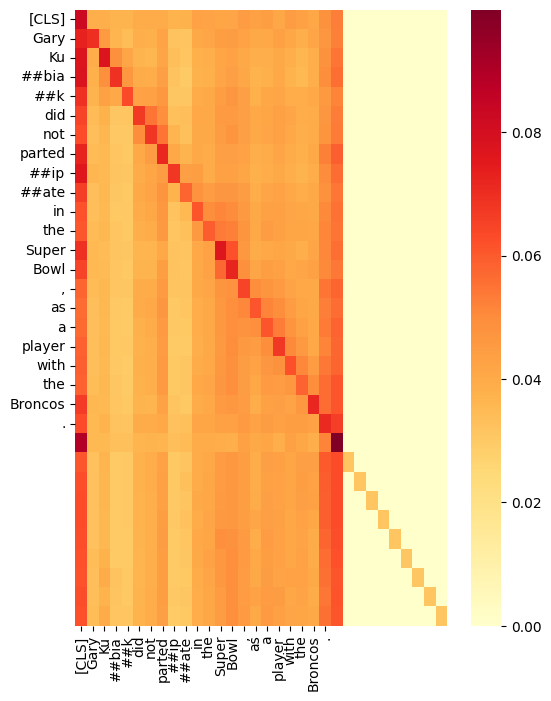 [CLS]
Gary
Ku
##bia
##k
did
not
parted
##ip
##ate
in
the
Super
Bowl
,
as
a
player
with
the
Broncos
.
[CLS]
Gary
Ku
##bia
##k
did
not
parted
##ip
##ate
in
the
Super
Bowl
,
as
a
player
with
the
Broncos
.
0.08
0.06
0.04
0.02
0.00